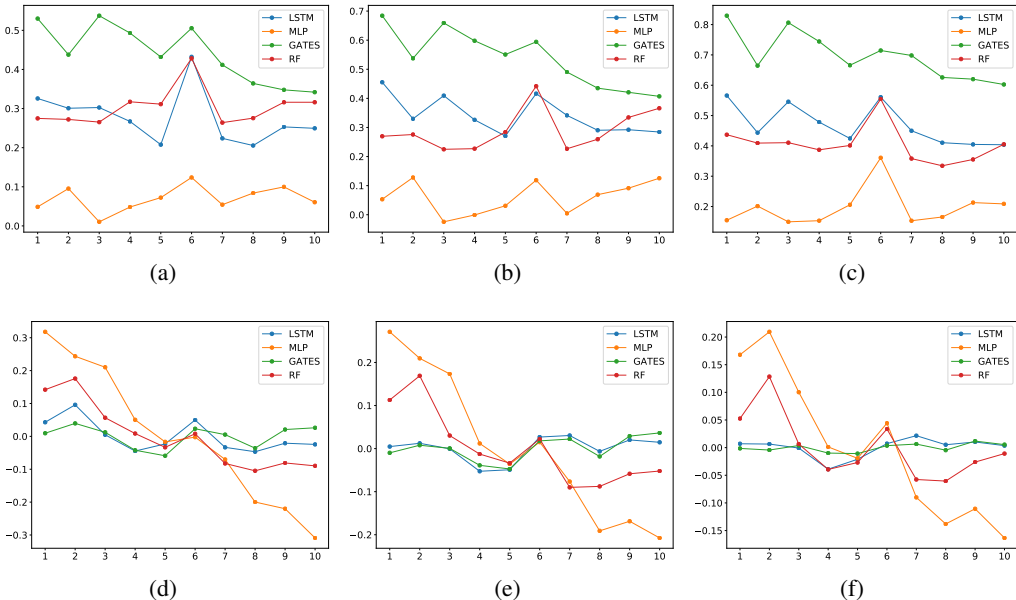 0.5
0.4
0.3
0.2
0.1
0.0
LSTM
MLP
GATES
RF
1 2 3 4 5 6 7 8 9 10
(a)
0.7
0.6
0.5
0.4
0.3
0.2
0.1
0.0
LSTM
MLP
GATES
RF
1 2 3 4 5 6 7 8 9 10
(b)
0.8
0.7
0.6
0.5
0.4
0.3
0.2
LSTM
MLP
GATES
RF
1 2 3 4 5 6 7 8 9 10
(c)
0.3
0.2
0.1
0.0
−0.1
−0.2
−0.3
LSTM
MLP
GATES
RF
1 2 3 4 5 6 7 8 9 10
(d)
0.2
0.1
0.0
−0.1
−0.2
LSTM
MLP
GATES
RF
1 2 3 4 5 6 7 8 9 10
(e)
0.20
0.15
0.10
0.05
0.00
−0.05
−0.10
−0.15
LSTM
MLP
GATES
RF
1 2 3 4 5 6 7 8 9 10
(f)